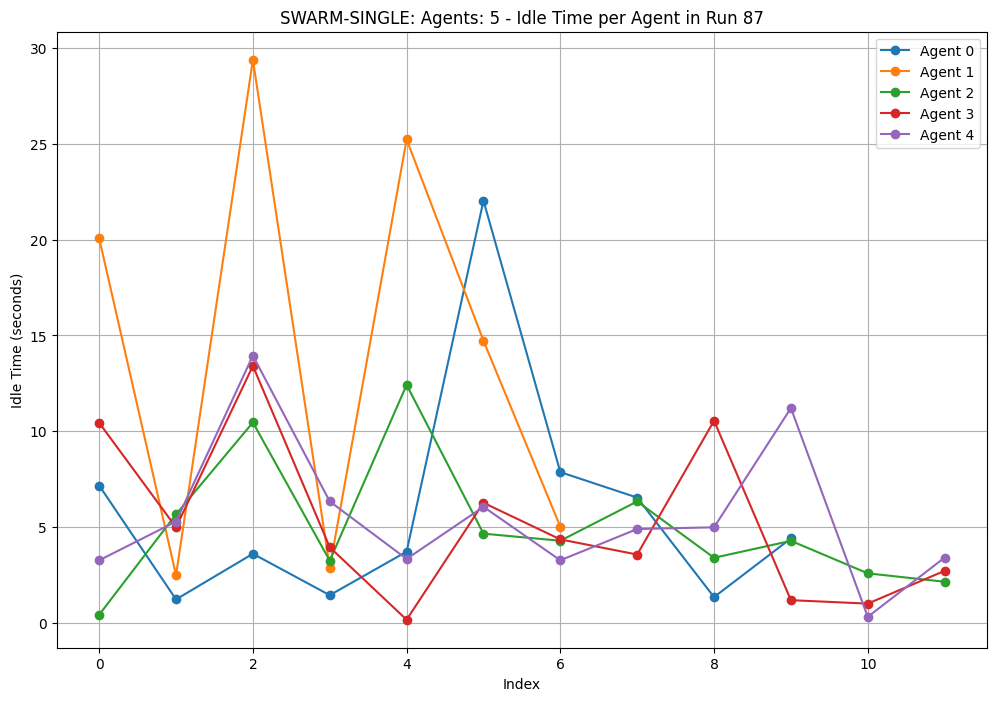 SWARM-SINGLE: Agents: 5 - Idle Time per Agent in Run 87
Agent 0
Agent 1
Agent 2
Agent 3
Agent 4
30
25
20
15
10
5
0
Idle Time (seconds)
0 2 4 6 8 10
Index